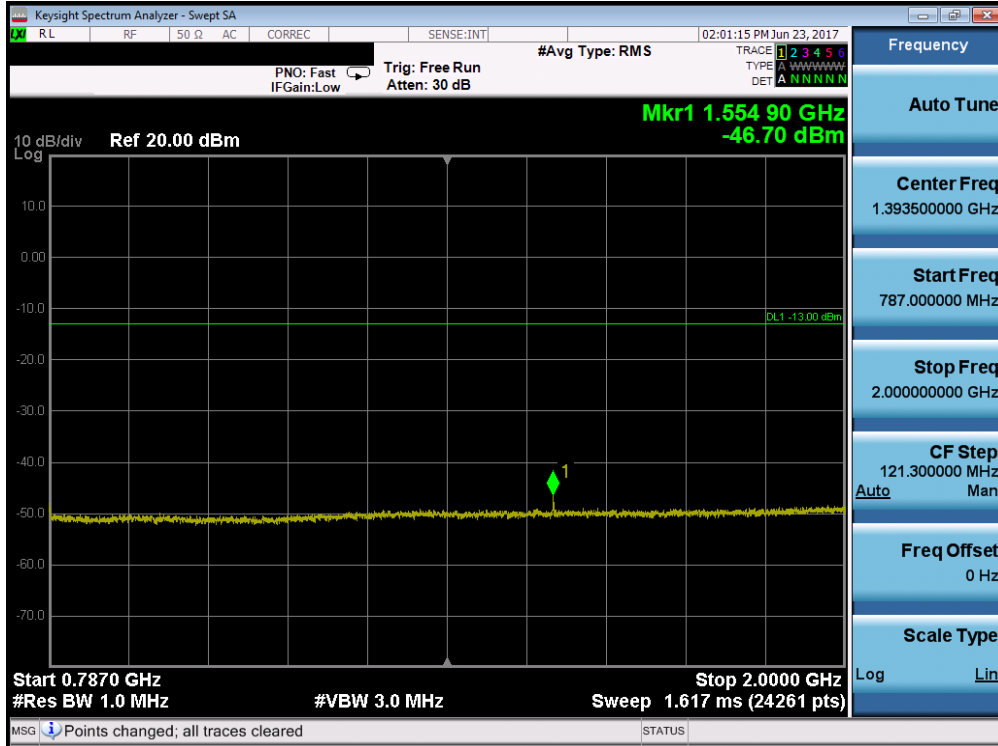 Keysight Spectrum Analyzer - Swept SA
LXI RL RF 50 Ω AC CORREC SENSE:INT 02:01:15 PM Jun 23, 2017
#Avg Type: RMS TRACE 1 2 3 4 5 6
PNO: Fast Trig: Free Run TYPE A WWWWW
IFGain:Low Atten: 30 dB DET A N N N N N
Mkr1 1.554 90 GHz
-46.70 dBm
10 dB/div Ref 20.00 dBm
Log
10.0
0.00
-10.0
DL1 -13.00 dBm
-20.0
-30.0
-40.0
1
-50.0
-60.0
-70.0
Start 0.7870 GHz Stop 2.0000 GHz
#Res BW 1.0 MHz #VBW 3.0 MHz Sweep 1.617 ms (24261 pts)
MSG Points changed; all traces cleared STATUS
Frequency
Auto Tune
Center Freq
1.393500000 GHz
Start Freq
787.000000 MHz
Stop Freq
2.000000000 GHz
CF Step
121.300000 MHz
Auto Man
Freq Offset
0 Hz
Scale Type
Log Lin